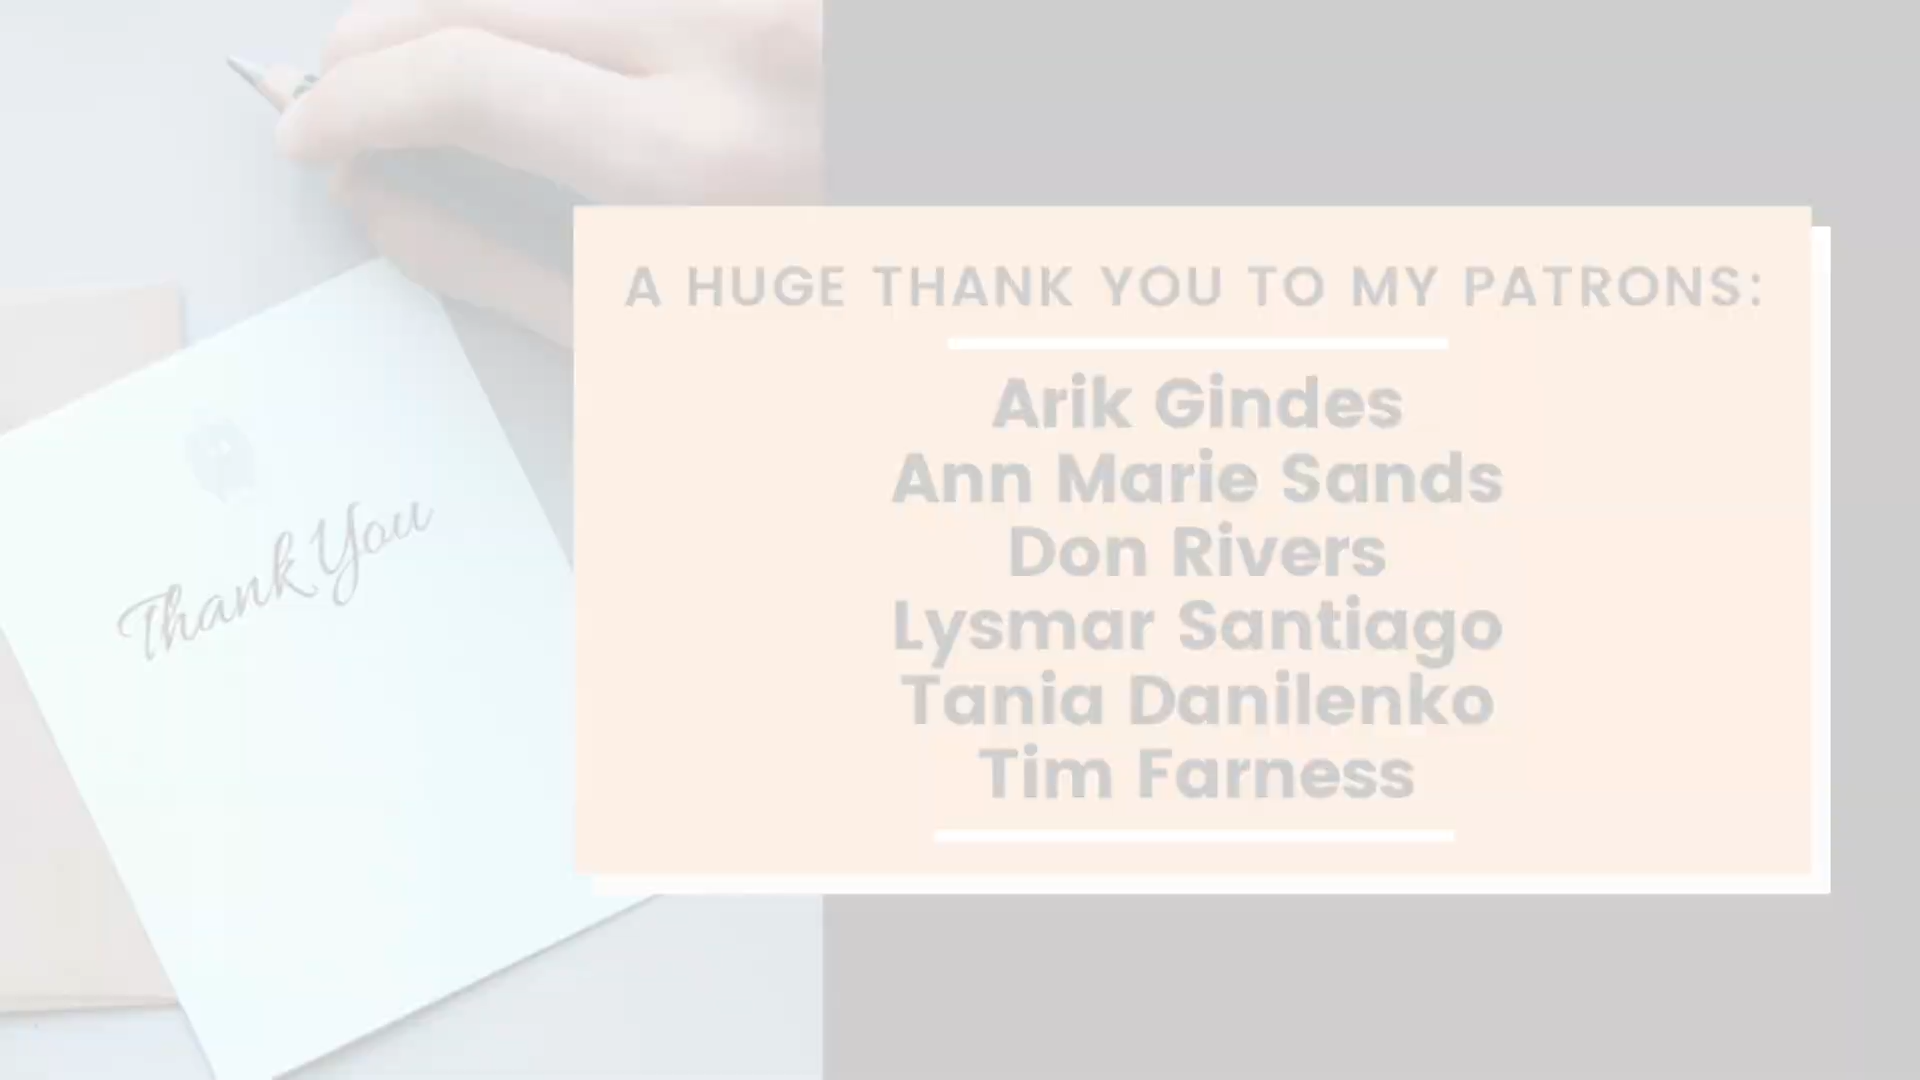 A HUGE THANK YOU TO MY PATRONS:
Arik Gindes
Ann Marie Sands
Don Rivers
Lysmar Santiago
Tania Danilenko
Tim Farness
Thank You